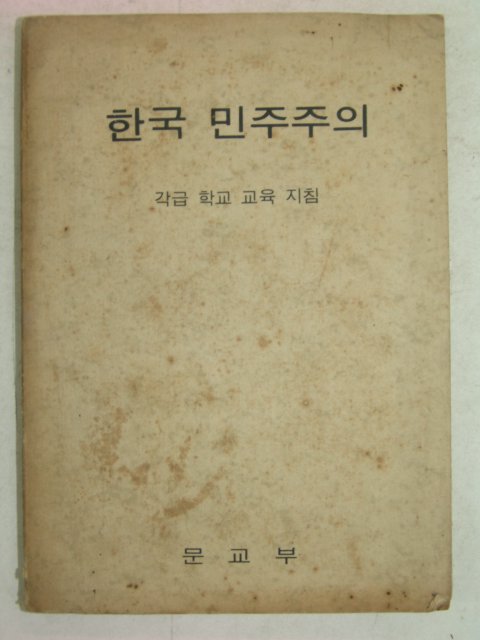 한국 민주주의
각급 학교 교육 지침
문교부